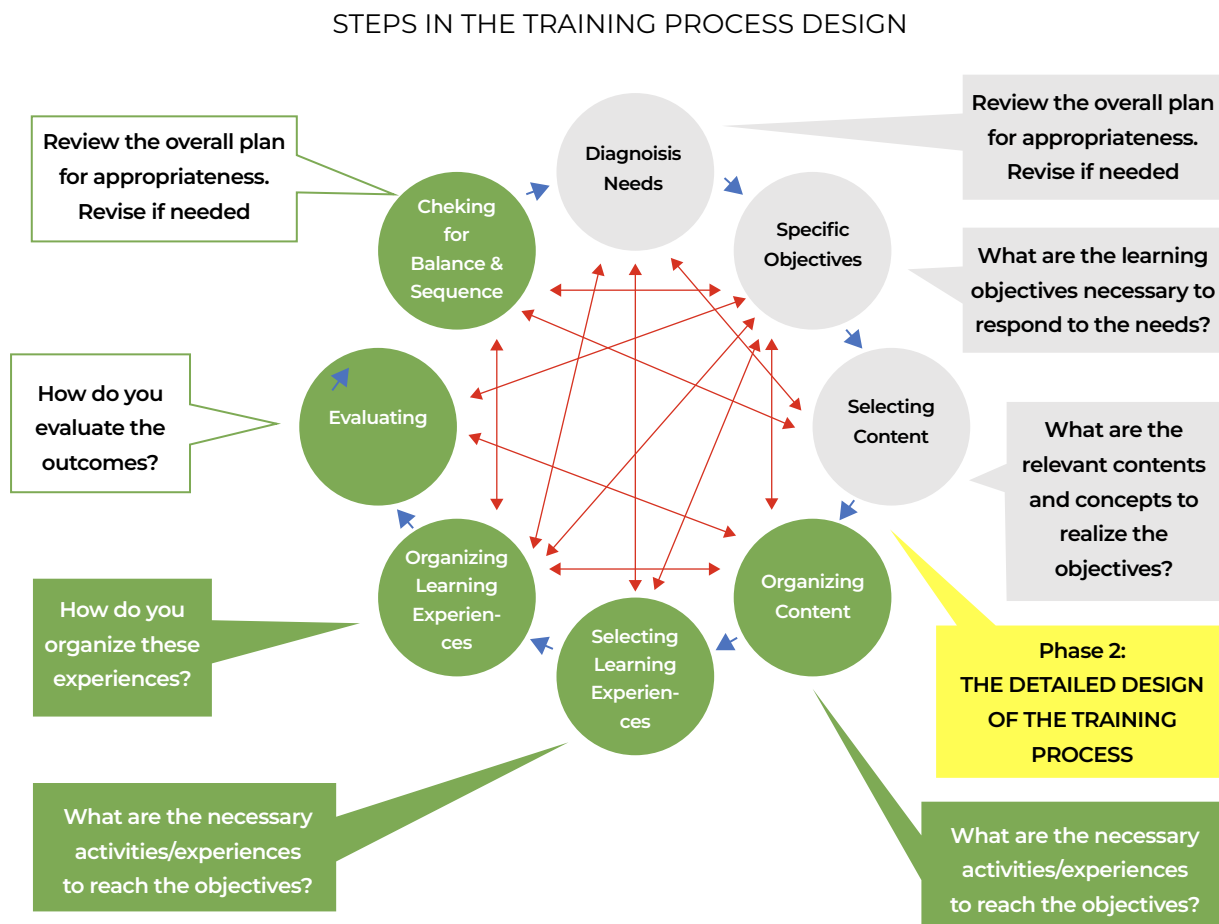 STEPS IN THE TRAINING PROCESS DESIGN
Review the overall plan
for appropriateness.
Revise if needed
Diagnoisis
Needs
Review the overall plan
for appropriateness.
Revise if needed
Cheking
for
Balance &
Sequence
Specific
Objectives
What are the learning
objectives necessary to
respond to the needs?
How do you
evaluate the
outcomes?
Evaluating
Selecting
Content
What are the
relevant contents
and concepts to
realize the
objectives?
How do you
organize these
experiences?
Organizing
Learning
Experien-
ces
Selecting
Learning
Experien-
ces
Organizing
Content
Phase 2:
THE DETAILED DESIGN
OF THE TRAINING
PROCESS
What are the necessary
activities/experiences
to reach the objectives?
What are the necessary
activities/experiences
to reach the objectives?